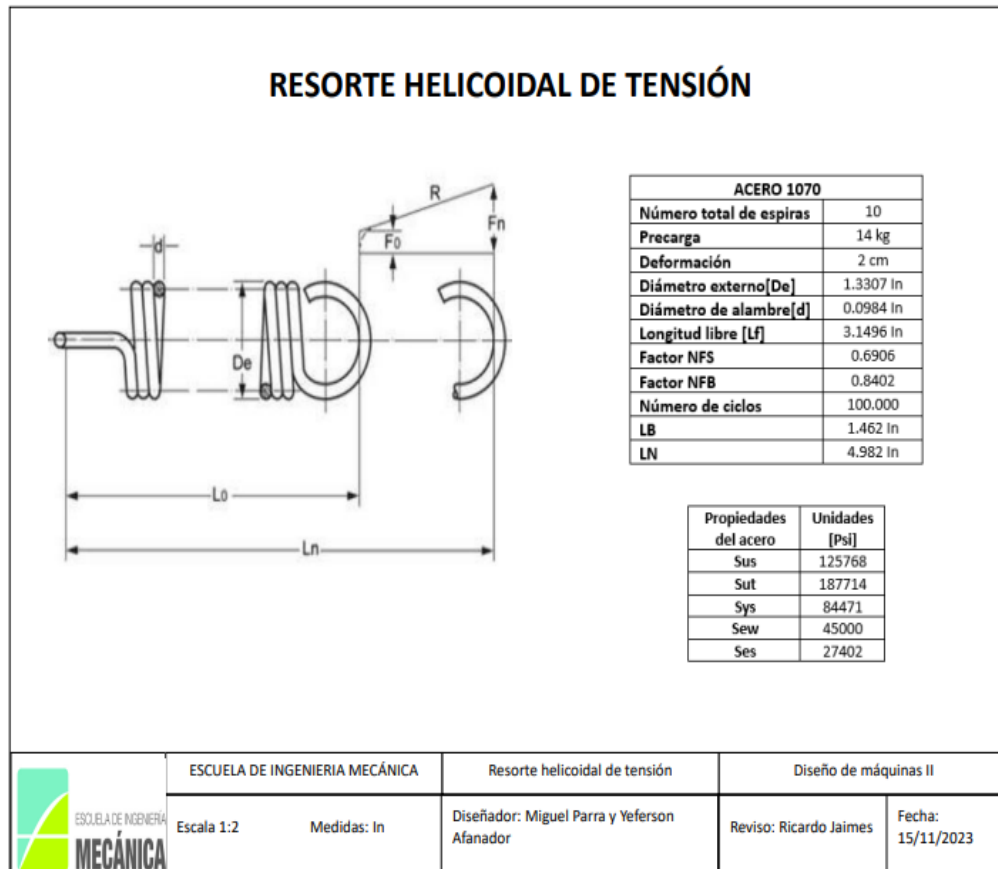 RESORTE HELICOIDAL DE TENSIÓN
R
Fn
F0
d
De
L0
Ln
ACERO 1070
Número total de espiras 10
Precarga 14 kg
Deformación 2 cm
Diámetro externo[De] 1.3307 In
Diámetro de alambre[d] 0.0984 In
Longitud libre [Lf] 3.1496 In
Factor NFS 0.6906
Factor NFB 0.8402
Número de ciclos 100.000
LB 1.462 In
LN 4.982 In
Propiedades Unidades
del acero [Psi]
Sus 125768
Sut 187714
Sys 84471
Sew 45000
Ses 27402
ESCUELA DE INGENIERÍA
MECÁNICA
ESCUELA DE INGENIERIA MECÁNICA
Resorte helicoidal de tensión
Diseño de máquinas II
Escala 1:2 Medidas: In
Diseñador: Miguel Parra y Yeferson
Afanador
Reviso: Ricardo Jaimes
Fecha:
15/11/2023